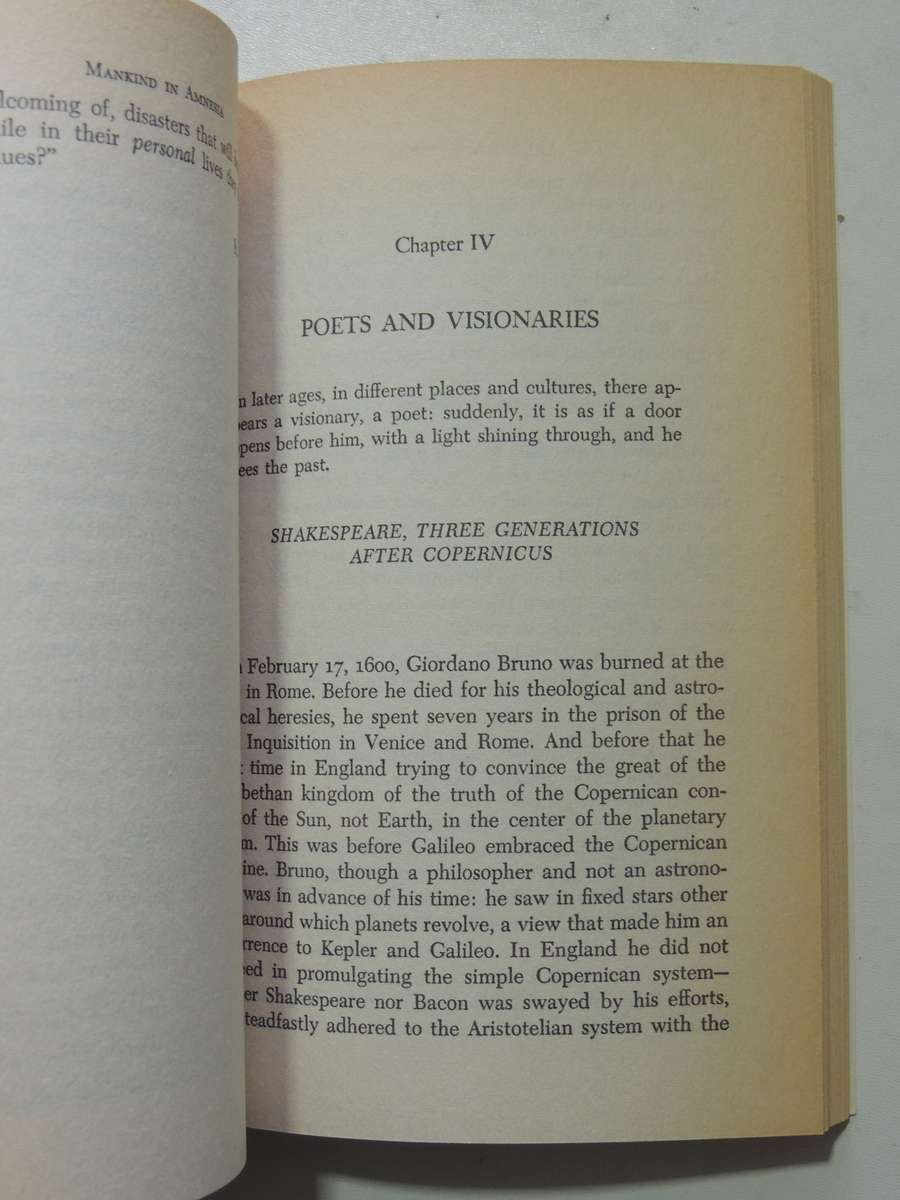 MANKIND IN AMNESIA
lcoming of, disasters that will
ile in their personal lives
ues?"
Chapter IV
POETS AND VISIONARIES
n later ages, in different places and cultures, there ap-
ears a visionary, a poet: suddenly, it is as if a door
pens before him, with a light shining through, and he
ees the past.
SHAKESPEARE, THREE GENERATIONS
AFTER COPERNICUS
February 17, 1600, Giordano Bruno was burned at the
in Rome. Before he died for his theological and astro-
cal heresies, he spent seven years in the prison of the
Inquisition in Venice and Rome. And before that he
time in England trying to convince the great of the
bethan kingdom of the truth of the Copernican con-
of the Sun, not Earth, in the center of the planetary
m. This was before Galileo embraced the Copernican
ine. Bruno, though a philosopher and not an astrono-
was in advance of his time: he saw in fixed stars other
around which planets revolve, a view that made him an
rrence to Kepler and Galileo. In England he did not
ed in promulgating the simple Copernican system—
er Shakespeare nor Bacon was swayed by his efforts,
teadfastly adhered to the Aristotelian system with the